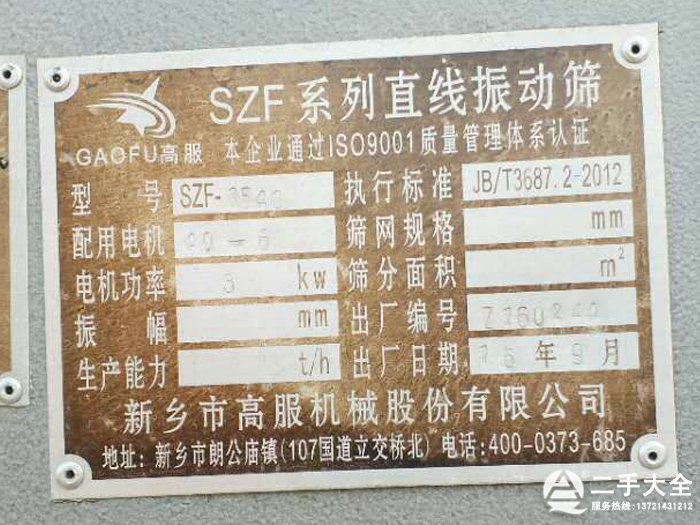 SZF系列直线振动筛
GAOFU高服 本企业通过ISO9001质量管理体系认证
型号 SZF- 执行标准 JB/T3687.2-2012
配用电机 筛网规格 mm
电机功率 3 kw 筛分面积 m²
振幅 mm 出厂编号
生产能力 t/h 出厂日期 15年9月
新乡市高服机械股份有限公司
地址：新乡市朗公庙镇(107国道立交桥北) 电话:400-0373-685
二手大全
服务热线:13721431212